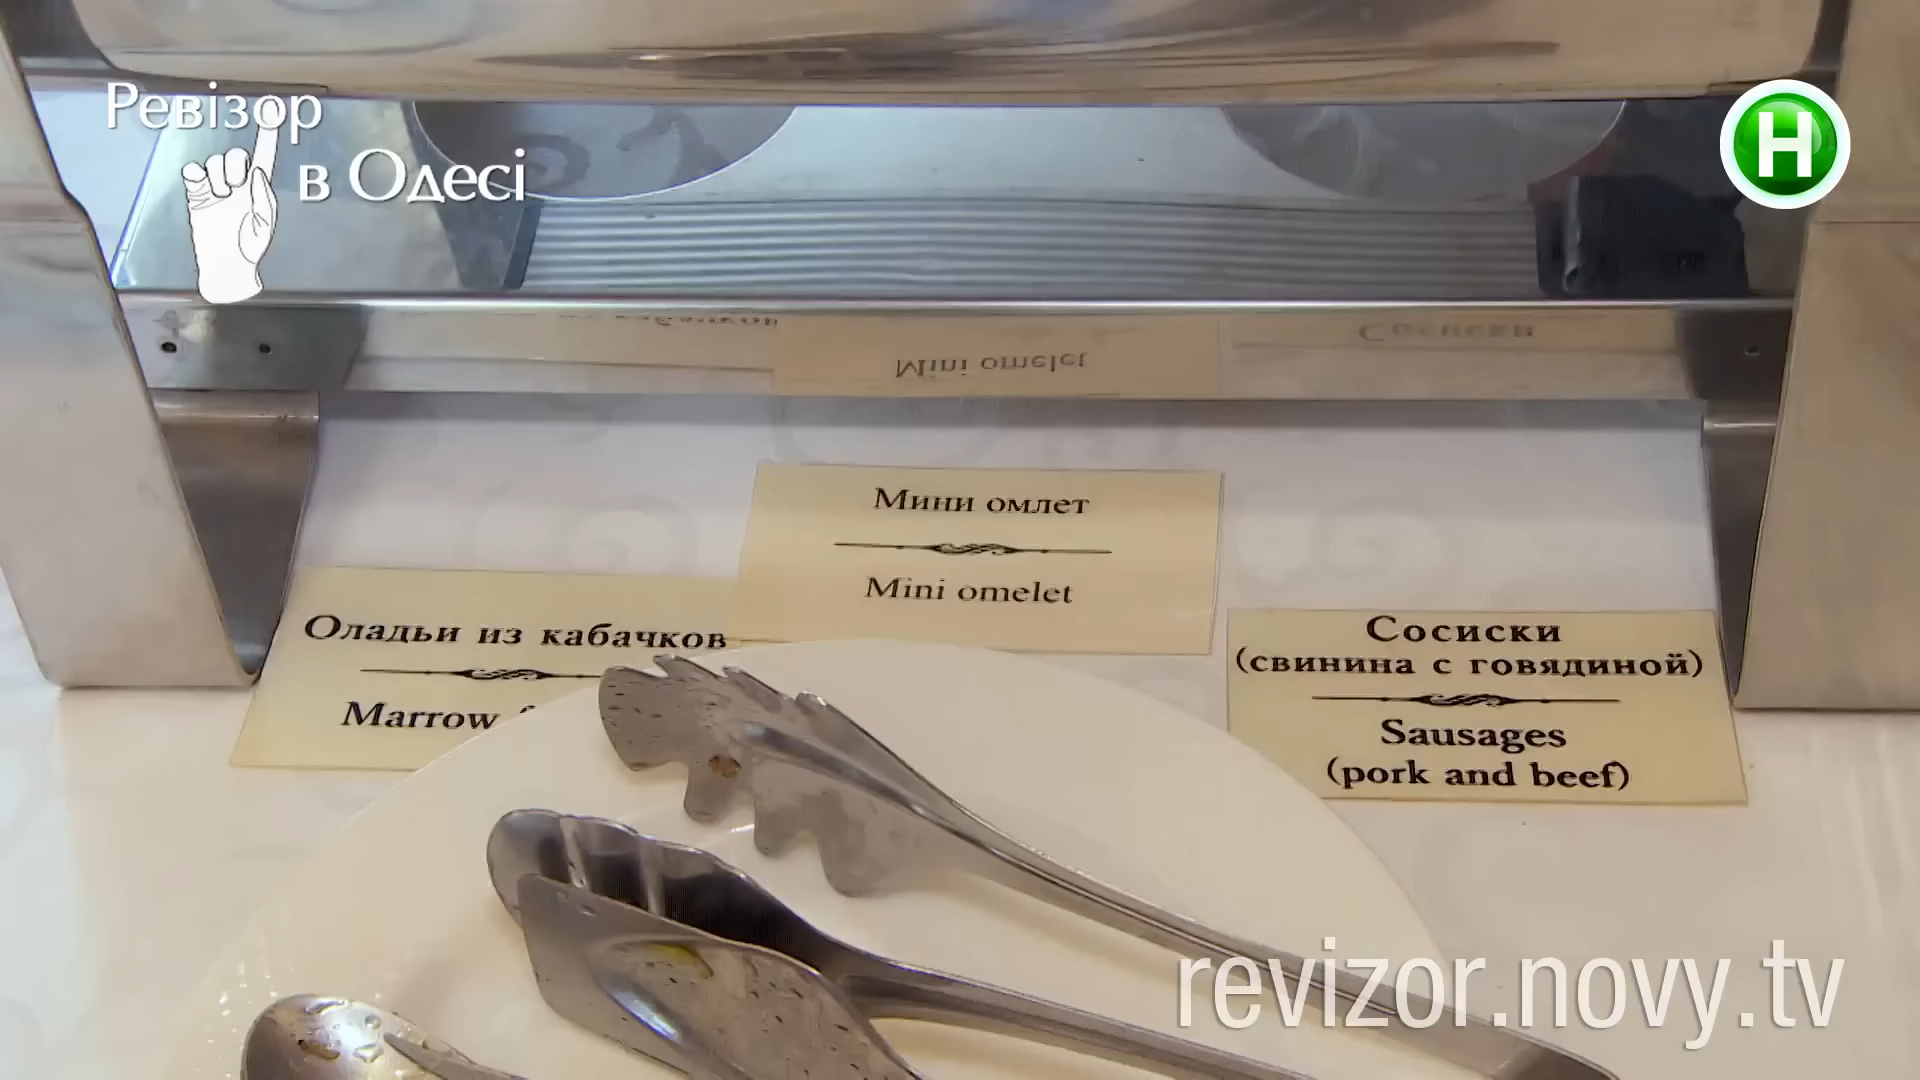 Ревізор
в Одесі
H
Mini omelet
Сосиски
Мини омлет
Mini omelet
Оладьи из кабачков
Marrow
Сосиски
(свинина с говядиной)
Sausages
(pork and beef)
revizor.novy.tv